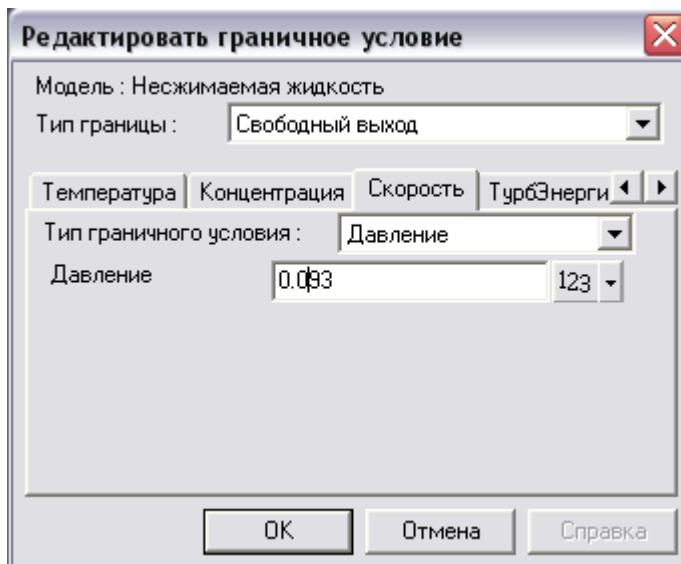 Редактировать граничное условие
Модель : Несжимаемая жидкость
Тип границы : Свободный выход
Температура Концентрация Скорость ТурбЭнерги
Тип граничного условия : Давление
Давление 0.093 123
OK Отмена Справка